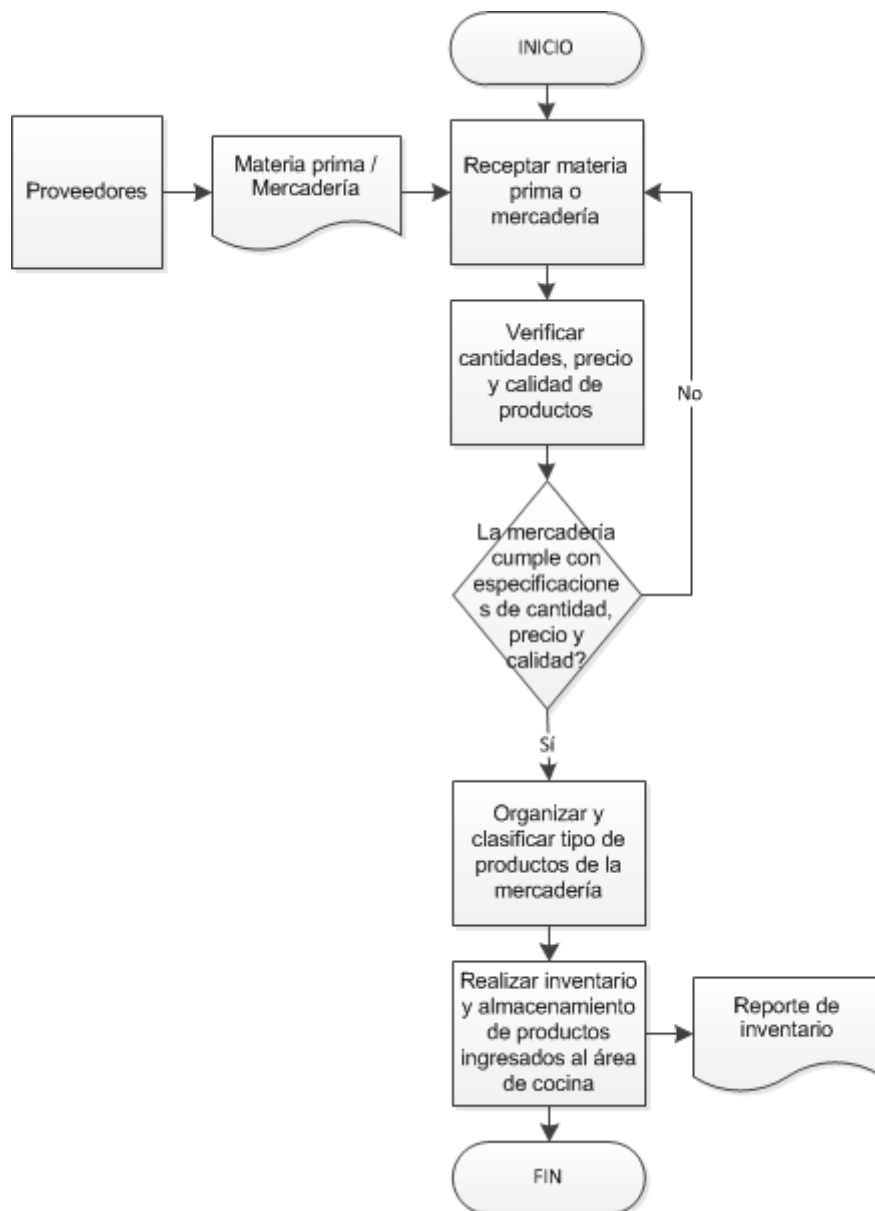 INICIO
Proveedores
Materia prima /
Mercadería
Receptar materia
prima o
mercadería
Verificar
cantidades, precio
y calidad de
productos
No
La mercaderia
cumple con
especificacione
s de cantidad,
precio y
calidad?
Sí
Organizar y
clasificar tipo de
productos de la
mercadería
Realizar inventario
y almacenamiento
de productos
ingresados al área
de cocina
Reporte de
inventario
FIN